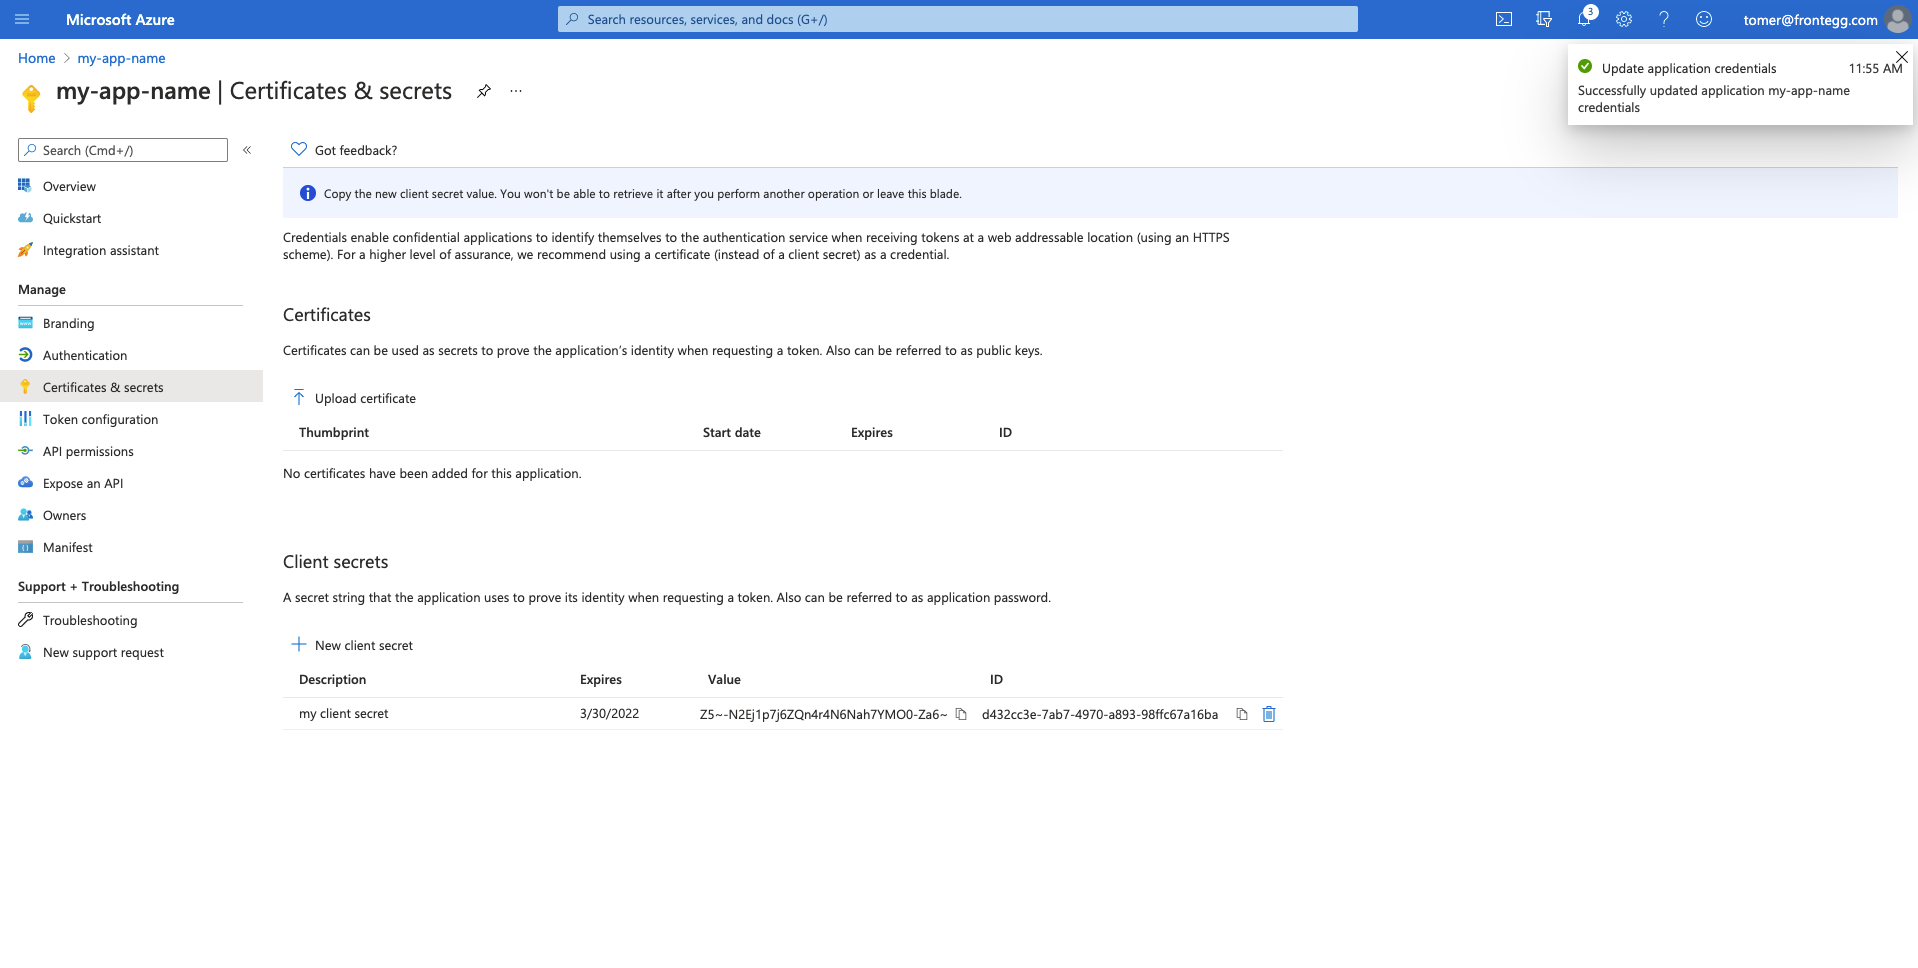 Microsoft Azure
Search resources, services, and docs (G+/)
3
tomer@frontegg.com
Home > my-app-name
my-app-name | Certificates & secrets
...
Update application credentials
11:55 AM
Successfully updated application my-app-name
credentials
Search (Cmd+/)
«
Overview
Quickstart
Integration assistant
Manage
Branding
Authentication
Certificates & secrets
Token configuration
API permissions
Expose an API
Owners
Manifest
Support + Troubleshooting
Troubleshooting
New support request
Got feedback?
Copy the new client secret value. You won't be able to retrieve it after you perform another operation or leave this blade.
Credentials enable confidential applications to identify themselves to the authentication service when receiving tokens at a web addressable location (using an HTTPS
scheme). For a higher level of assurance, we recommend using a certificate (instead of a client secret) as a credential.
Certificates
Certificates can be used as secrets to prove the application's identity when requesting a token. Also can be referred to as public keys.
Upload certificate
Thumbprint Start date Expires ID
No certificates have been added for this application.
Client secrets
A secret string that the application uses to prove its identity when requesting a token. Also can be referred to as application password.
New client secret
Description Expires Value ID
my client secret 3/30/2022 Z5~-N2Ej1p7j6ZQn4r4N6Nah7YMO0-Za6~ d432cc3e-7ab7-4970-a893-98ffc67a16ba